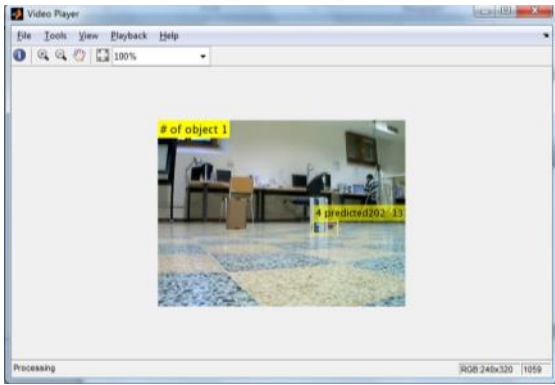 Video Player
File Tools View Playback Help
100%
# of object 1
4 predicted202 13
Processing
RGB:240x320 1059